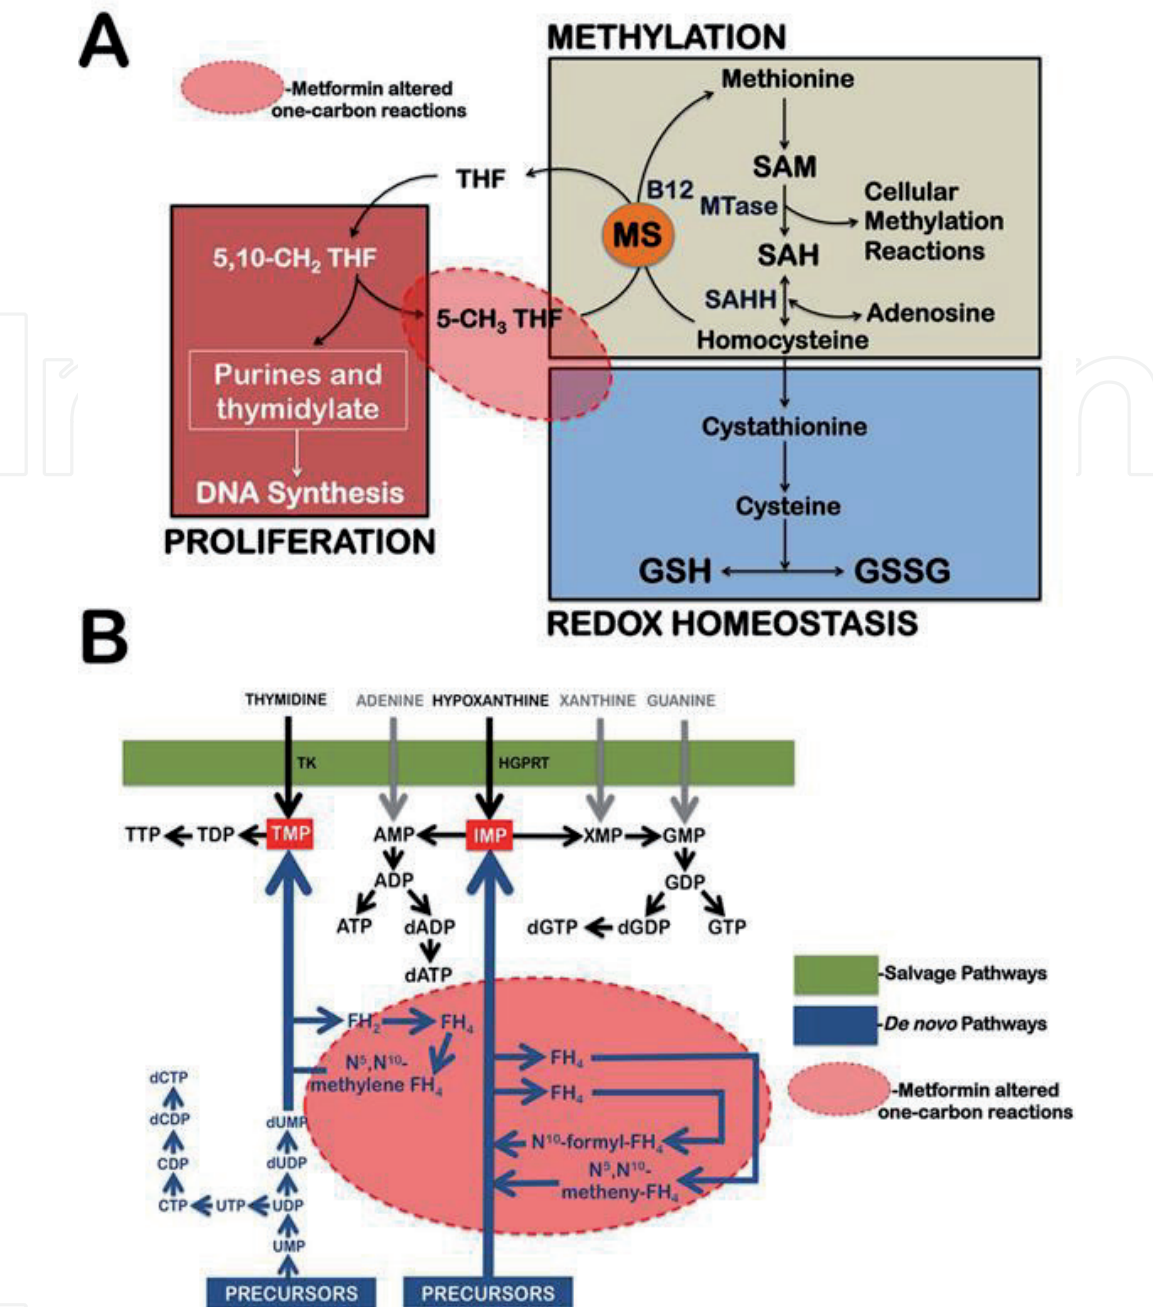 A
METHYLATION
-Metformin altered
one-carbon reactions
Methionine
THF
SAM
B12
MTase
Cellular
Methylation
Reactions
MS
SAH
5,10-CH₂ THF
SAHH
Adenosine
5-CH₃ THF
Homocysteine
Purines and
thymidylate
Cystathionine
DNA Synthesis
Cysteine
PROLIFERATION
GSH
GSSG
REDOX HOMEOSTASIS
B
THYMIDINE ADENINE HYPOXANTHINE XANTHINE GUANINE
TK HGPRT
TTP TDP TMP AMP IMP XMP GMP
ADP GDP
ATP dADP dGTP dGDP GTP
dATP
-Salvage Pathways
FH₂ FH₄
-De novo Pathways
FH₄
N⁵,N¹⁰-
methylene FH₄
dCTP
FH₄
-Metformin altered
one-carbon reactions
dCDP dUMP
N¹⁰-formyl-FH₄
CDP dUDP
N⁵,N¹⁰-
metheny-FH₄
CTP UTP UDP
UMP
PRECURSORS PRECURSORS